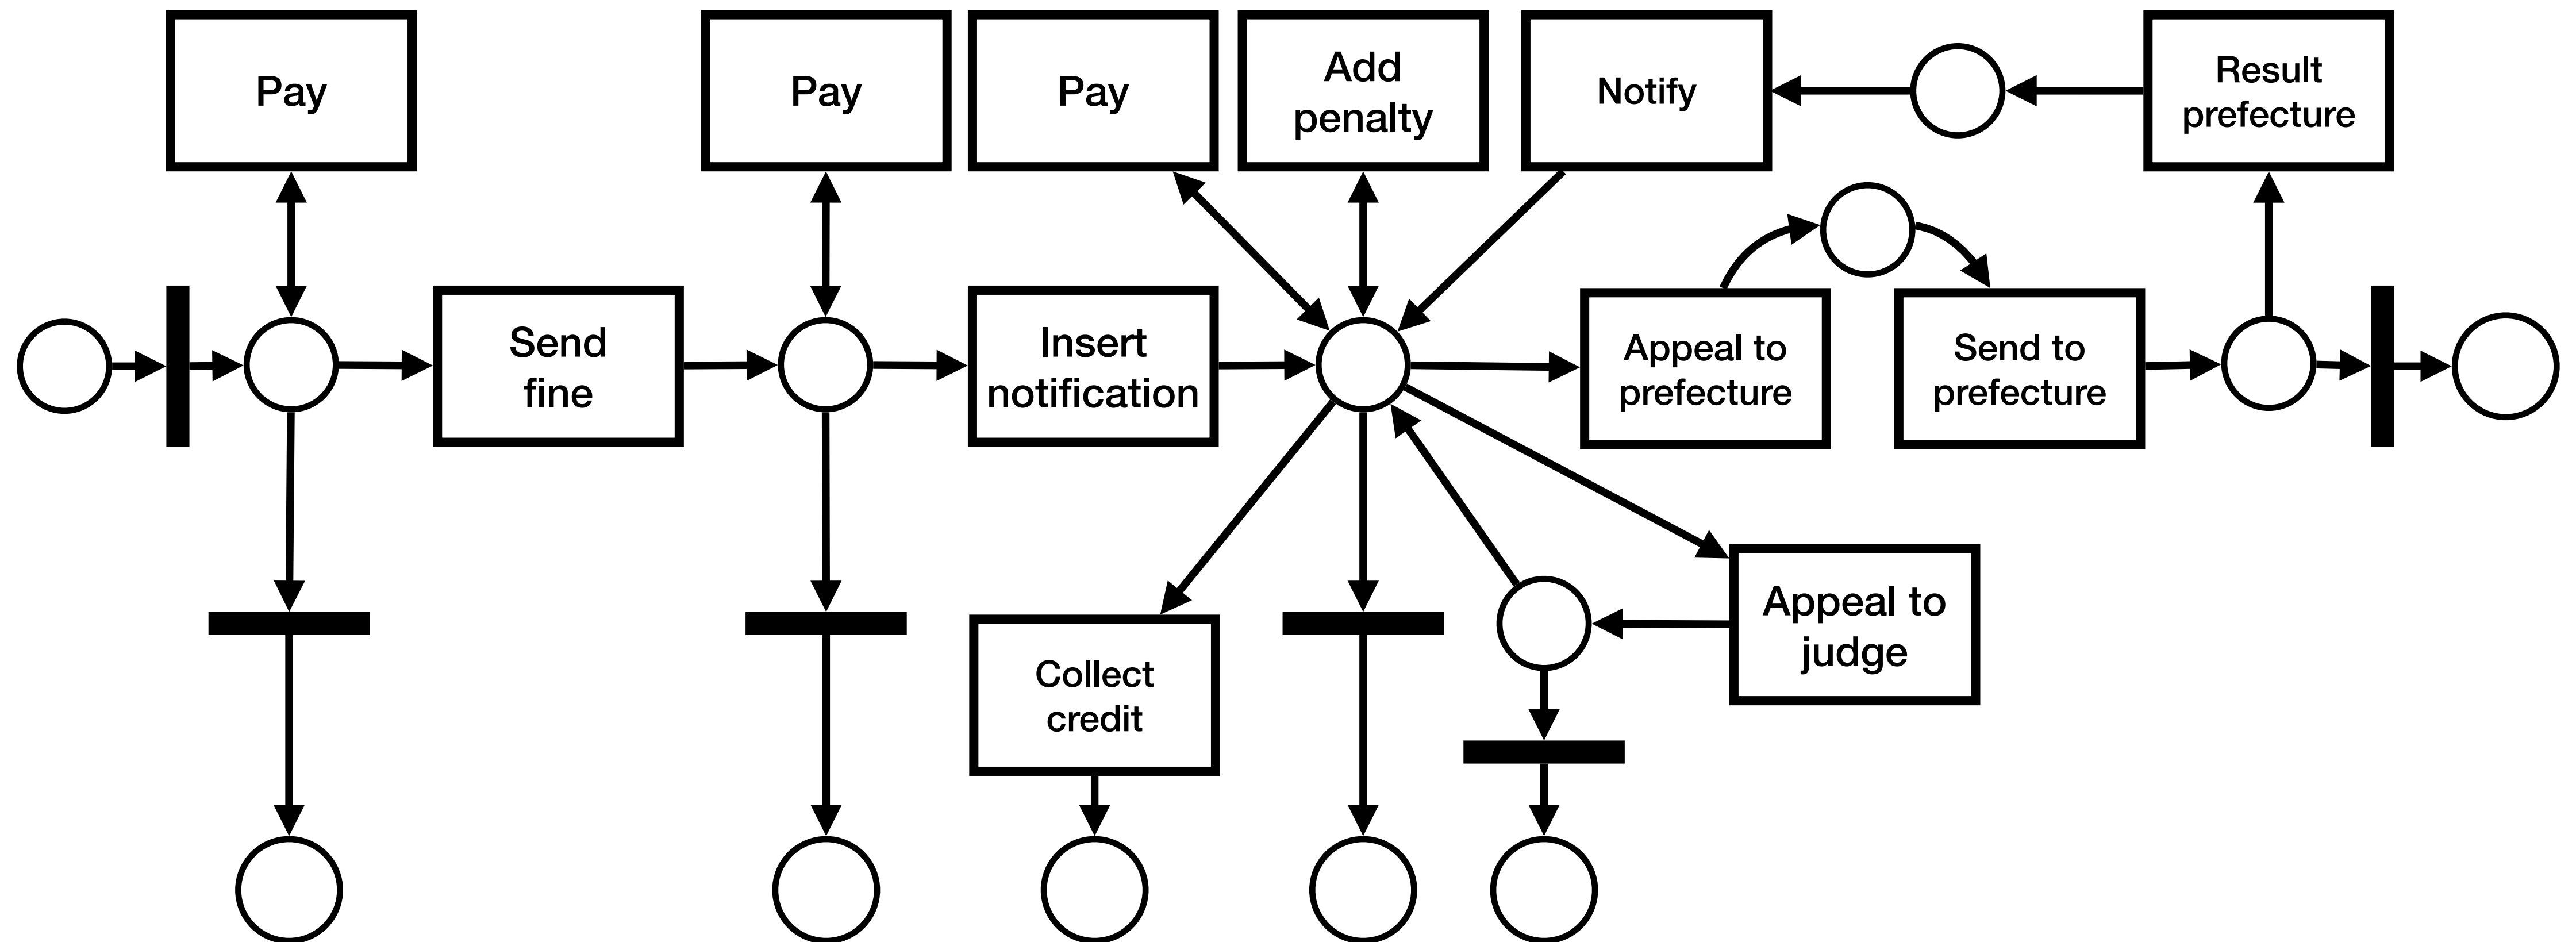 Pay
Pay
Pay
Add
penalty
Notify
Result
prefecture
Send
fine
Insert
notification
Appeal to
prefecture
Send to
prefecture
Appeal to
judge
Collect
credit